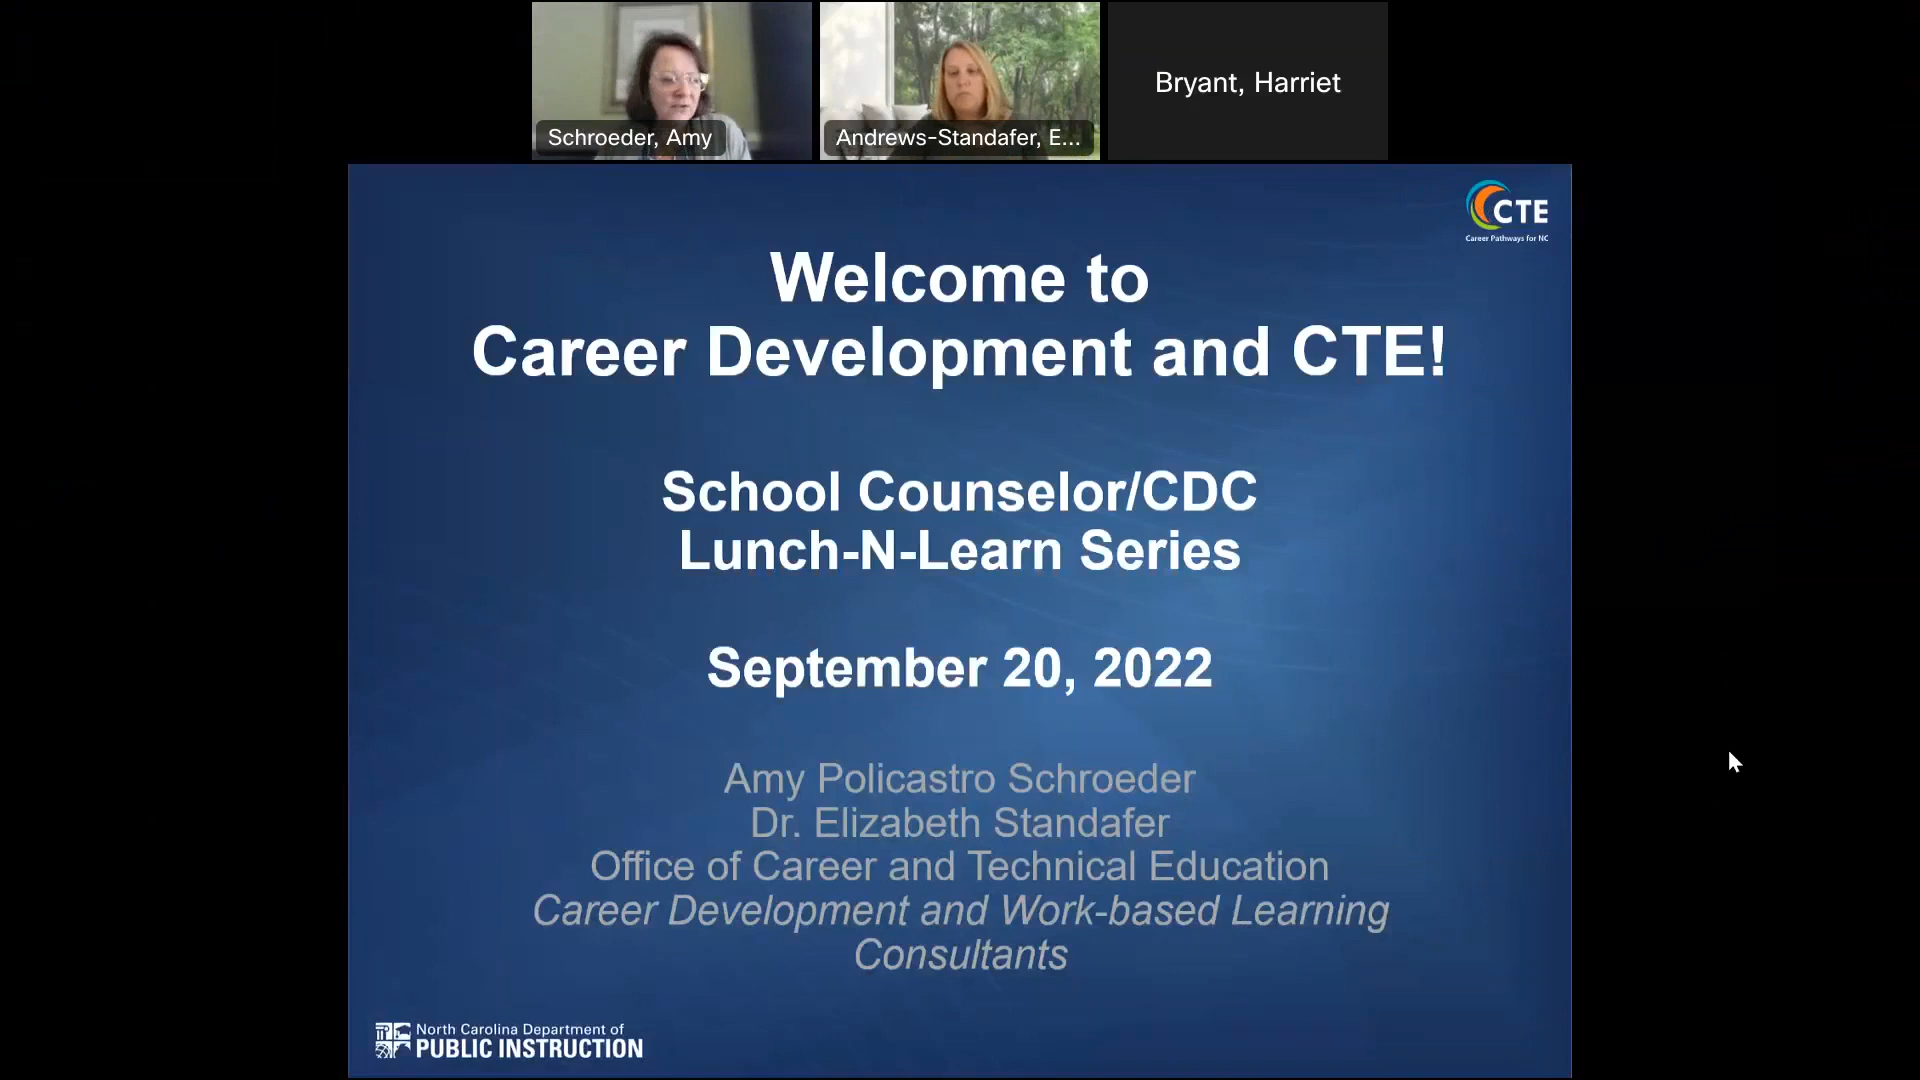 Schroeder, Amy
Andrews-Standafer, E...
Bryant, Harriet
CTE
Career Pathways for NC
Welcome to
Career Development and CTE!
School Counselor/CDC
Lunch-N-Learn Series
September 20, 2022
Amy Policastro Schroeder
Dr. Elizabeth Standafer
Office of Career and Technical Education
Career Development and Work-based Learning
Consultants
North Carolina Department of
PUBLIC INSTRUCTION